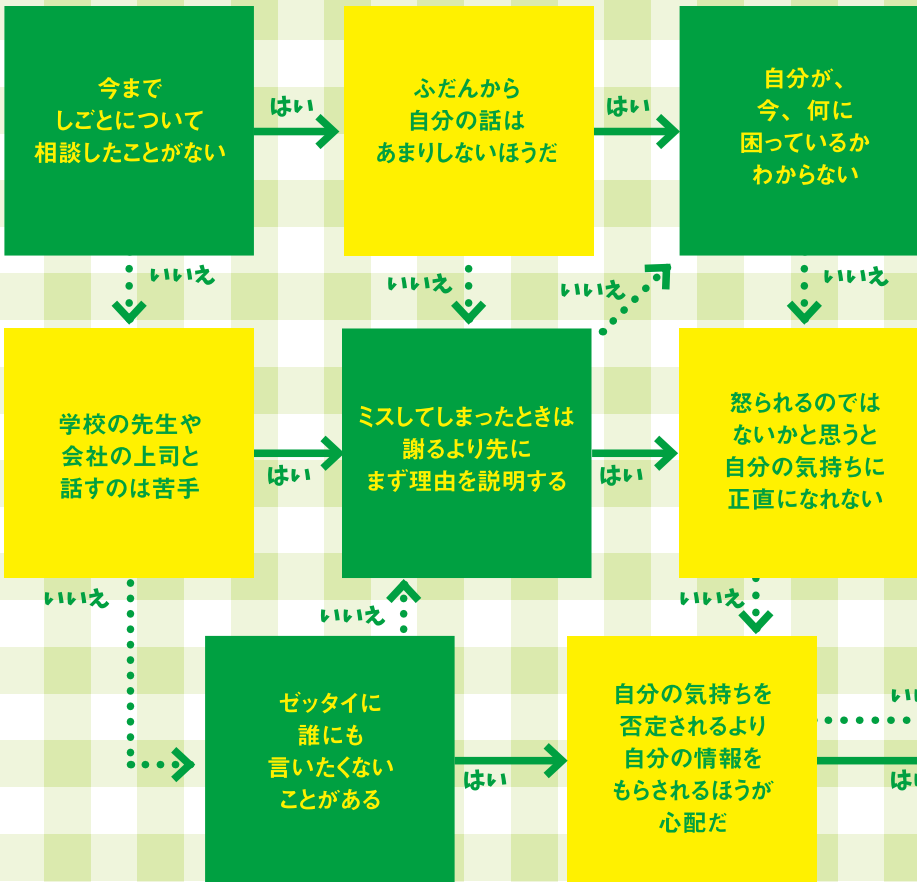 今まで
しごとについて
相談したことがない
はい
ふだんから
自分の話は
あまりしないほうだ
はい
自分が、
今、何に
困っているか
わからない
いいえ
いいえ
いいえ
いいえ
学校の先生や
会社の上司と
話すのは苦手
はい
ミスしてしまったときは
謝るより先に
まず理由を説明する
はい
怒られるのでは
ないかと思うと
自分の気持ちに
正直になれない
いいえ
いいえ
いいえ
ゼッタイに
誰にも
言いたくない
ことがある
はい
自分の気持ちを
否定されるより
自分の情報を
もらされるほうが
心配だ